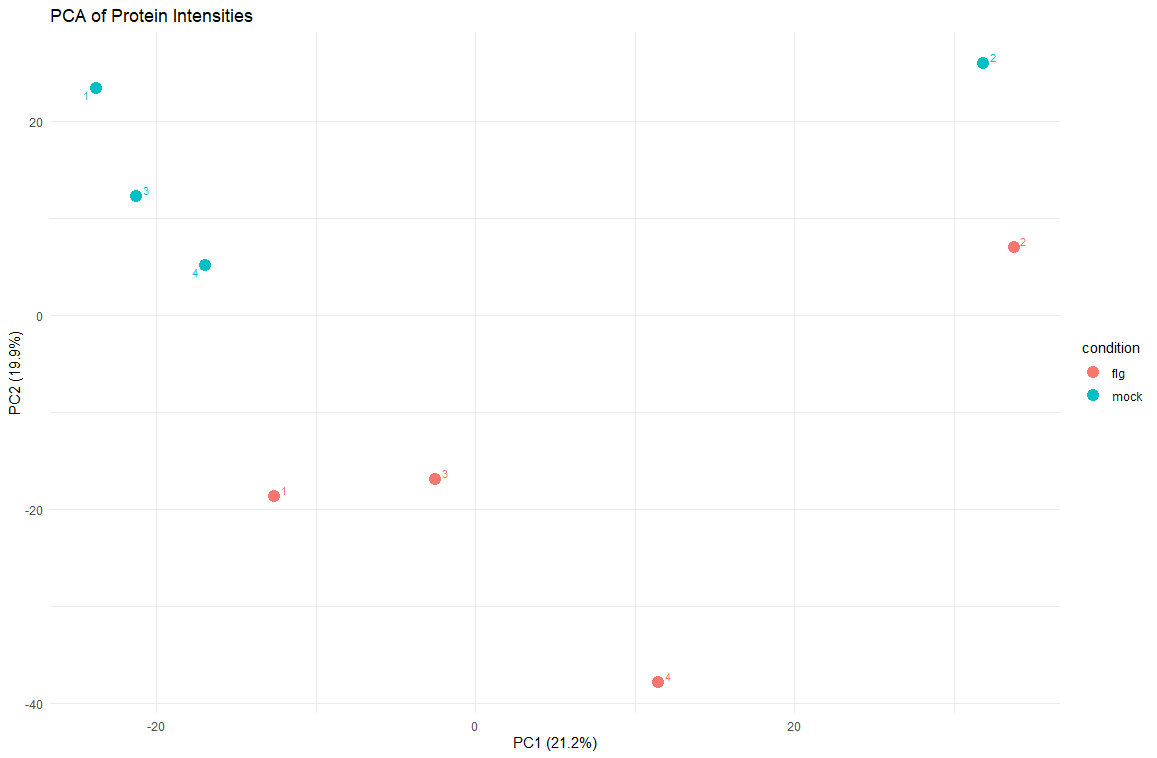 PCA of Protein Intensities
2
1
20
3
2
4
0
condition
flg
mock
PC2 (19.9%)
3
1
-20
4
-40
-20
0
20
PC1 (21.2%)